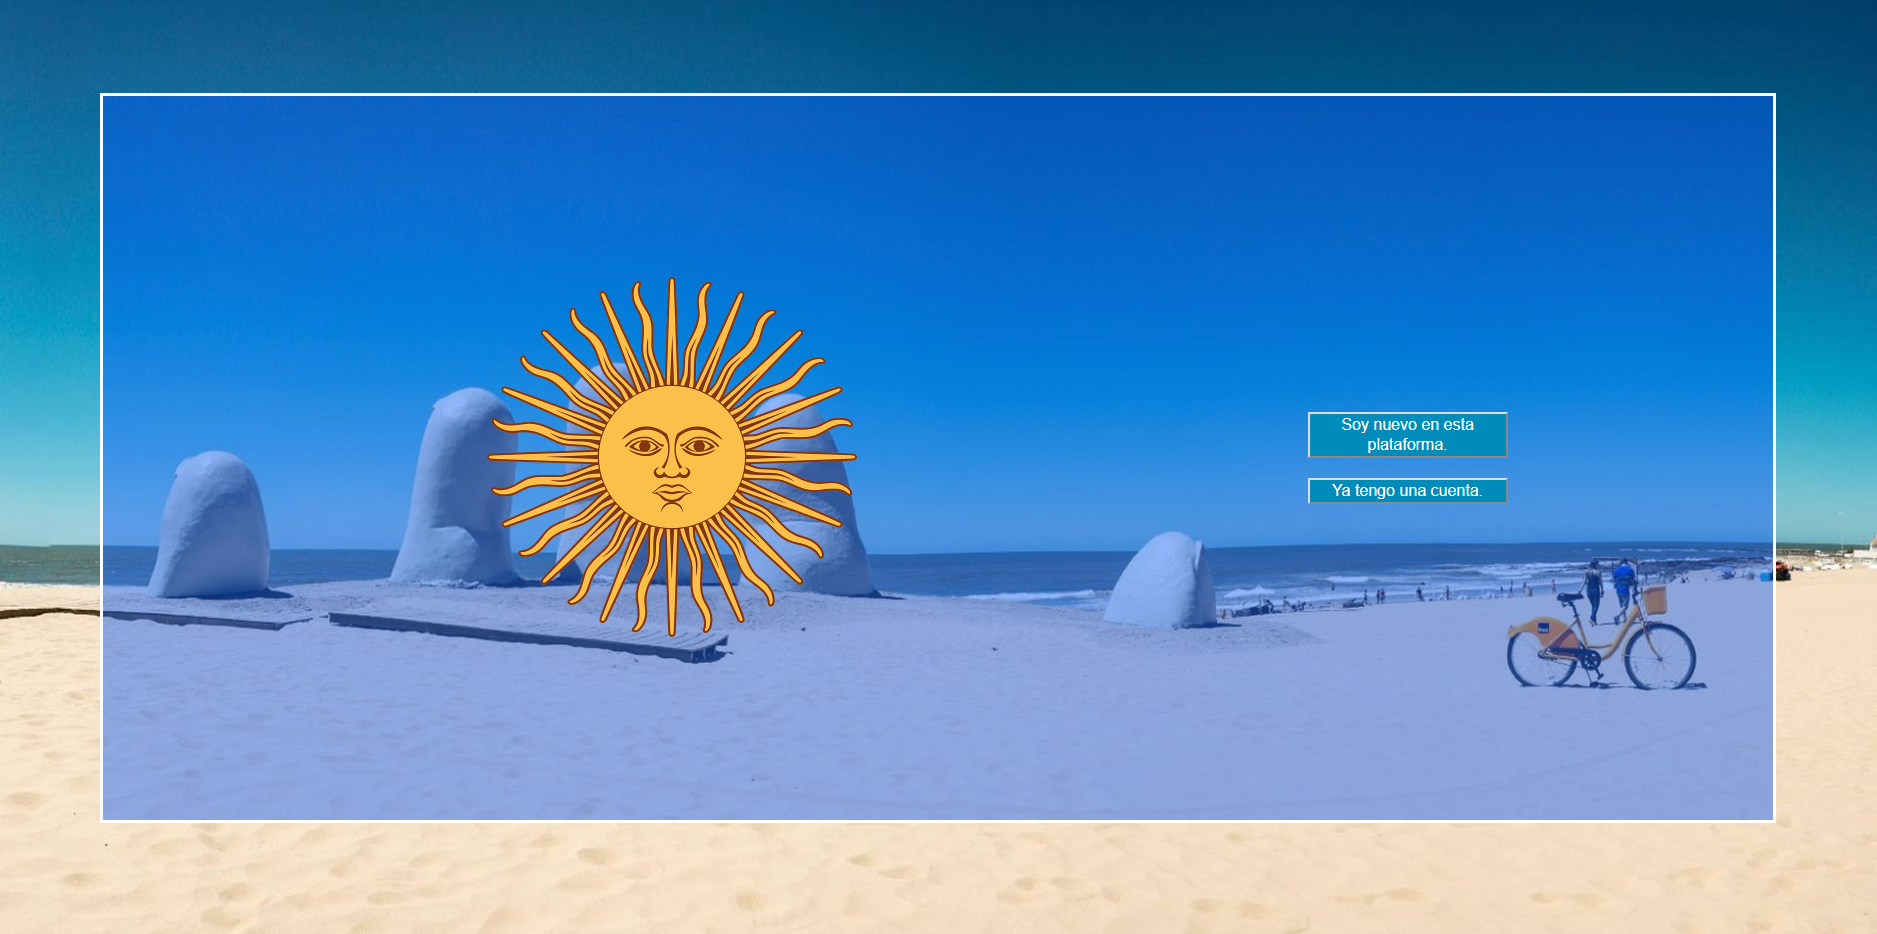 Soy nuevo en esta
plataforma.
Ya tengo una cuenta.